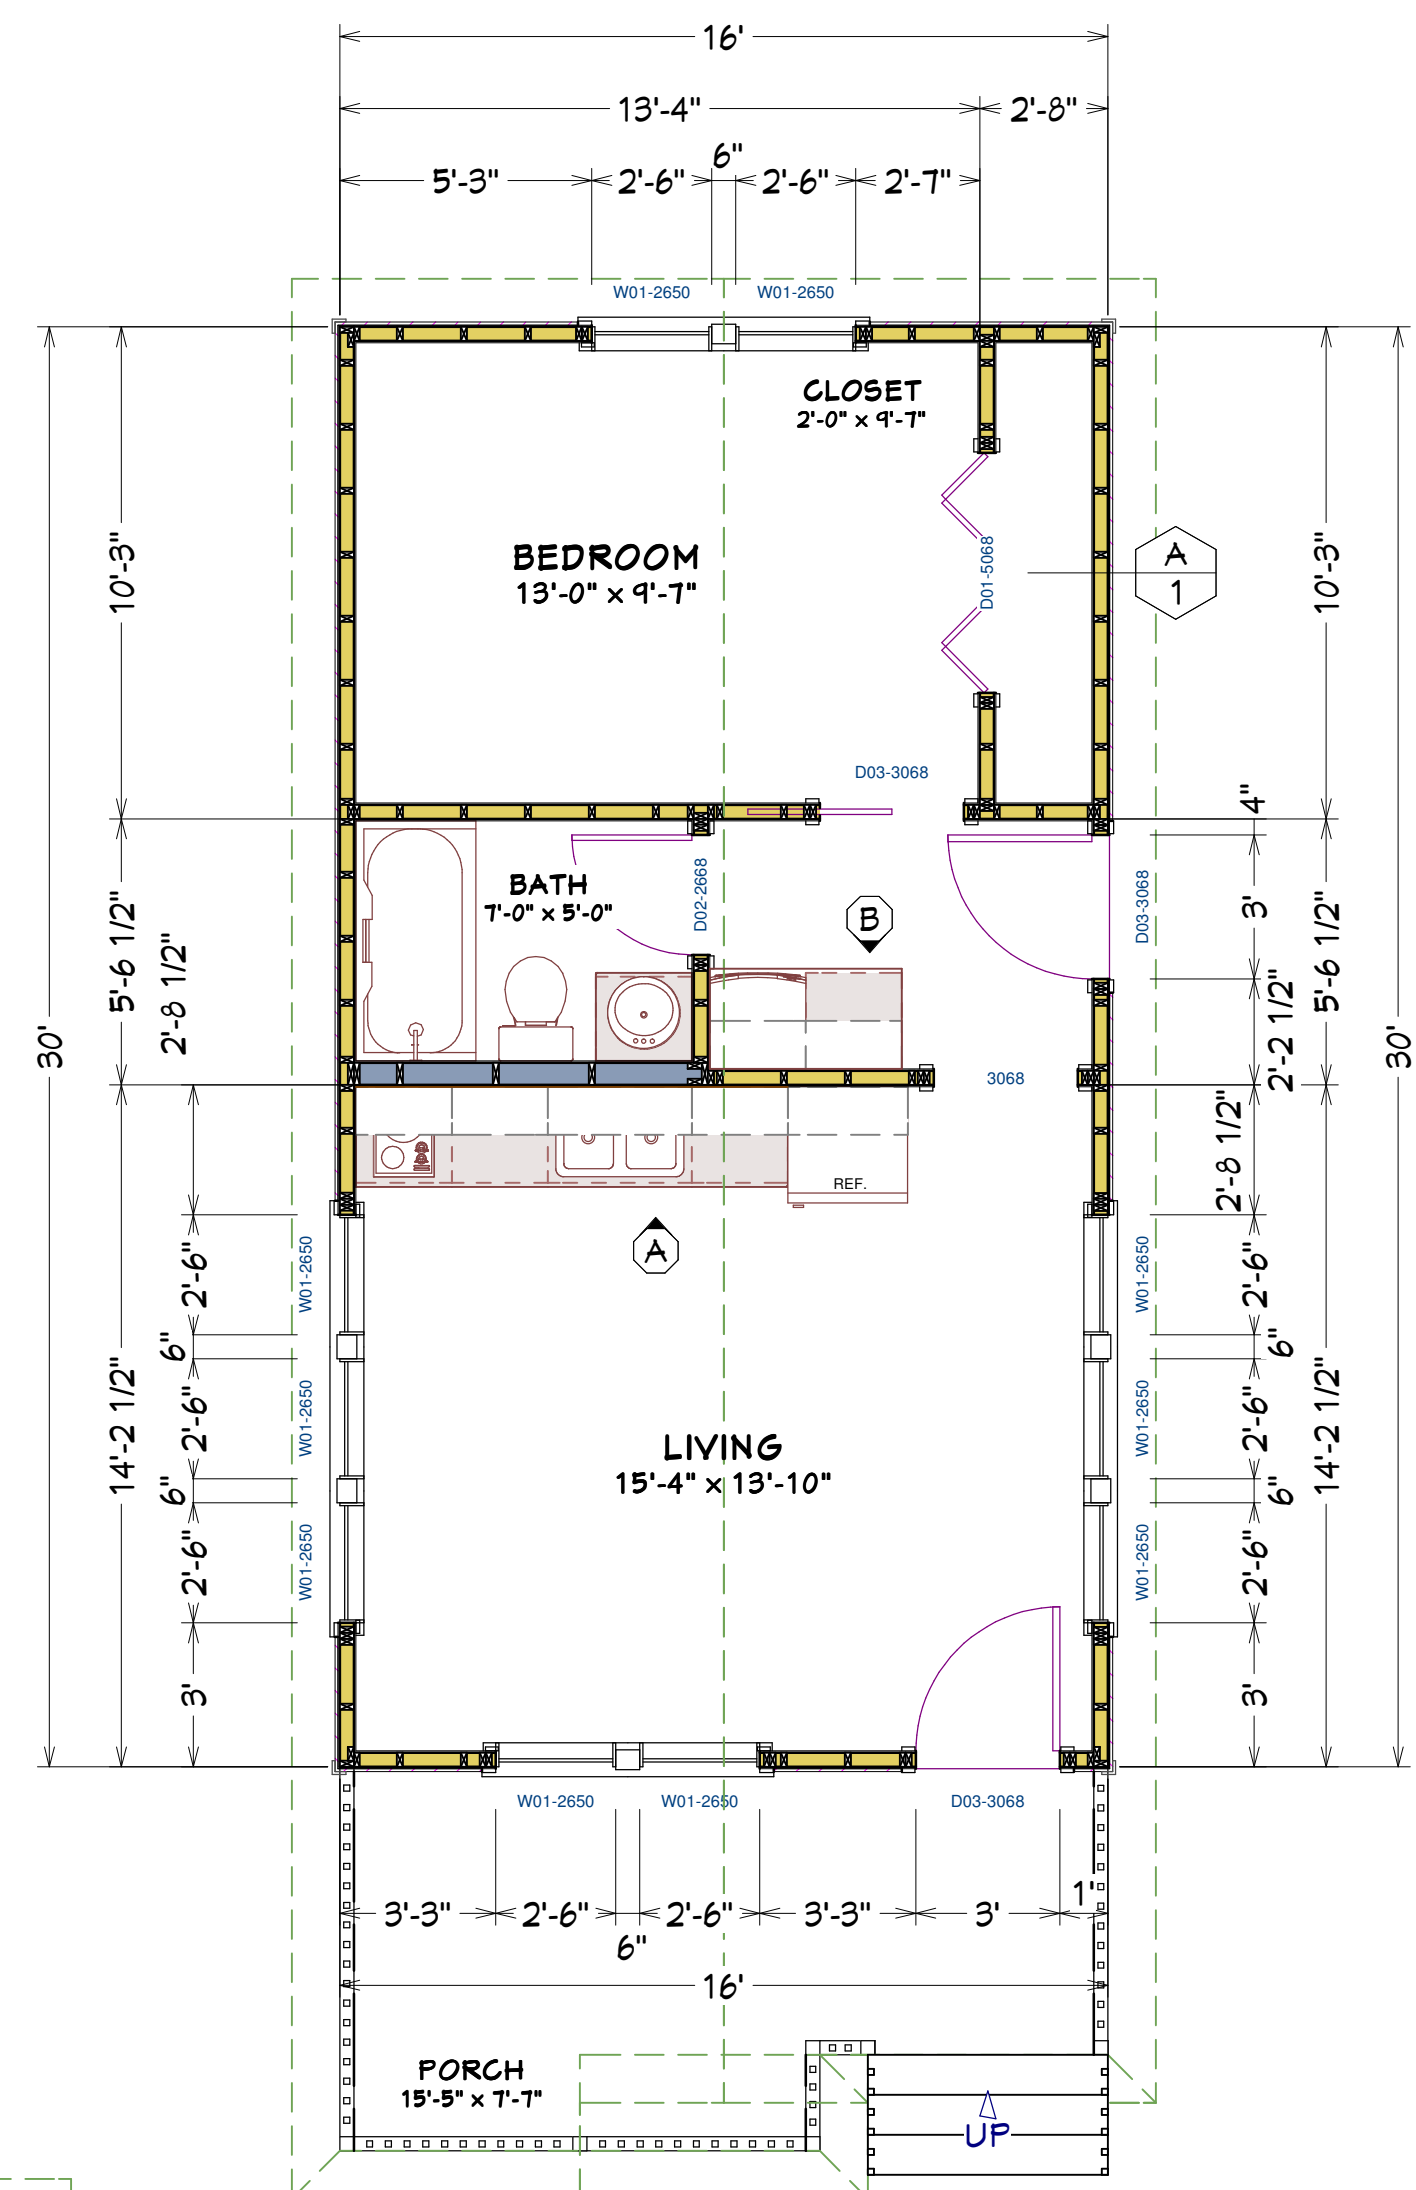 16'
13'-4"
2'-8"
6"
5'-3"
2'-6"
2'-6"
2'-7"
W01-2650
W01-2650
CLOSET
2'-0" x 9'-7"
BEDROOM
13'-0" x 9'-7"
D01-5068
A
1
10'-3"
10'-3"
D03-3068
4"
BATH
7'-0" x 5'-0"
D02-2668
B
D03-3068
3'
5'-6 1/2"
2'-8 1/2"
30'
2'-2 1/2"
5'-6 1/2"
30'
3068
2'-8 1/2"
REF.
A
2'-6"
W01-2650
W01-2650
2'-6"
6"
6"
14'-2 1/2"
2'-6"
W01-2650
LIVING
15'-4" x 13'-10"
W01-2650
2'-6"
14'-2 1/2"
6"
6"
2'-6"
W01-2650
W01-2650
2'-6"
3'
3'
W01-2650
W01-2650
D03-3068
3'-3"
2'-6"
2'-6"
3'-3"
3'
1'
6"
16'
PORCH
15'-5" x 7'-7"
UP